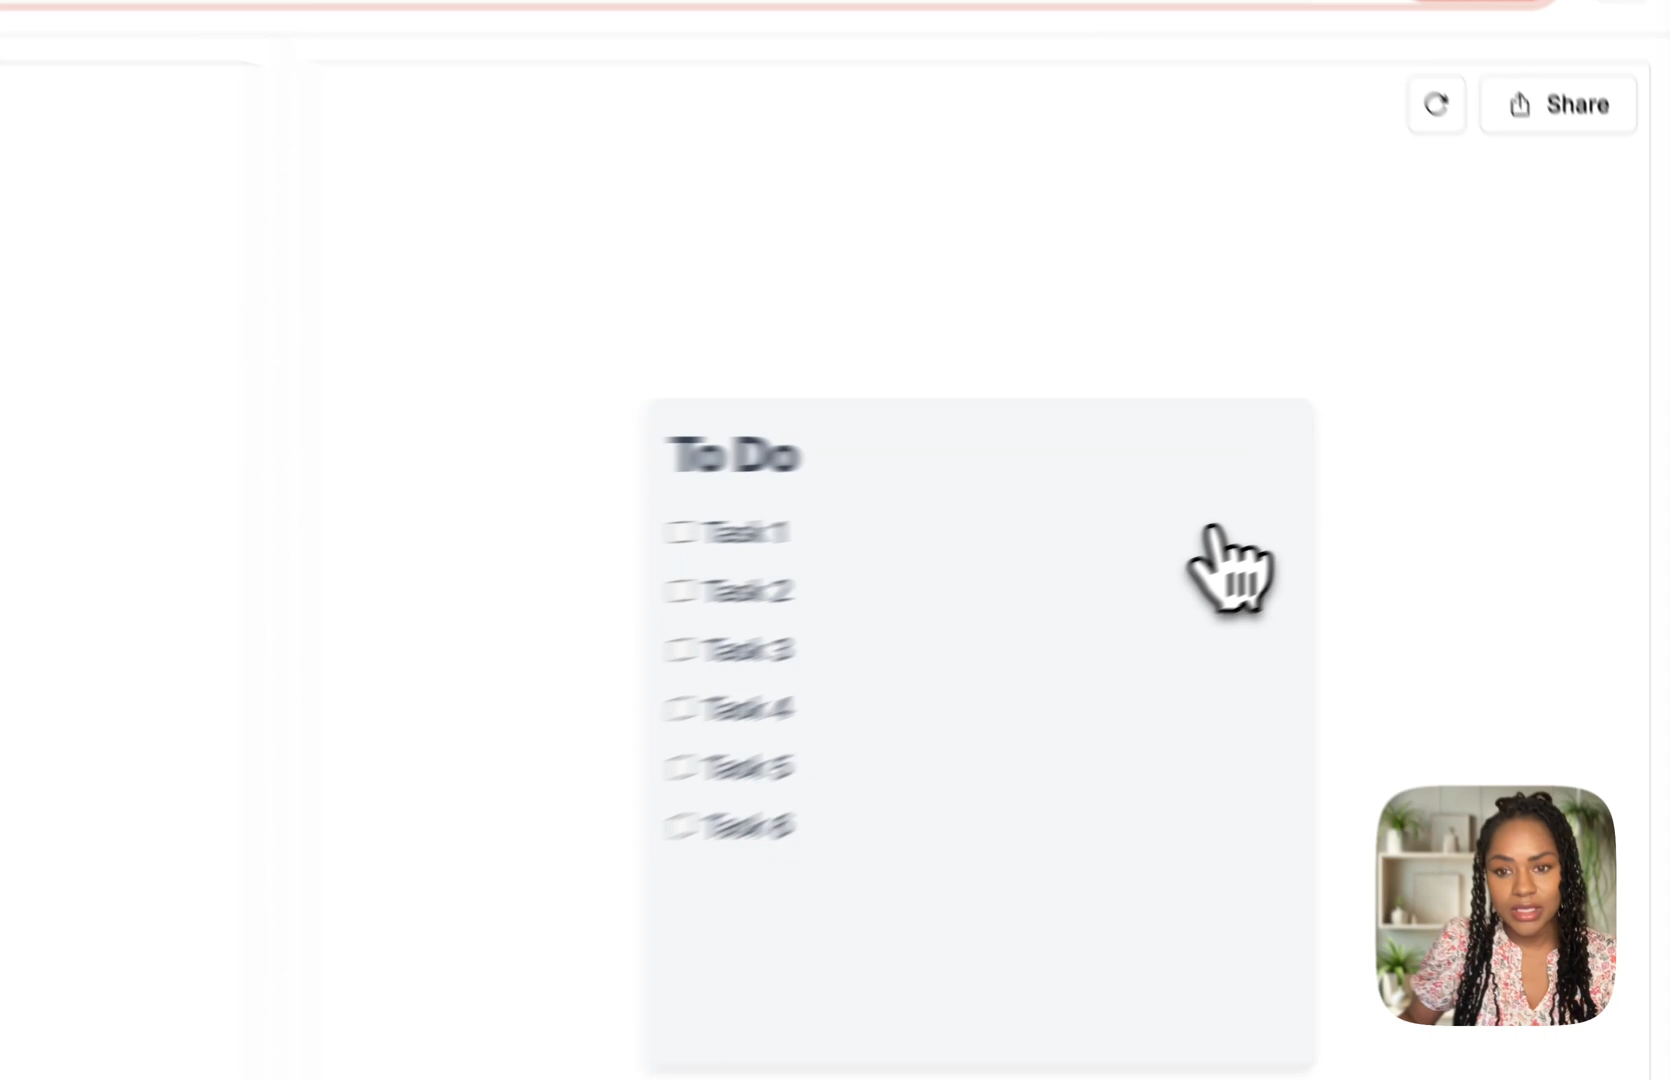 Share
To Do
Task 1
Task 2
Task 3
Task 4
Task 5
Task 6